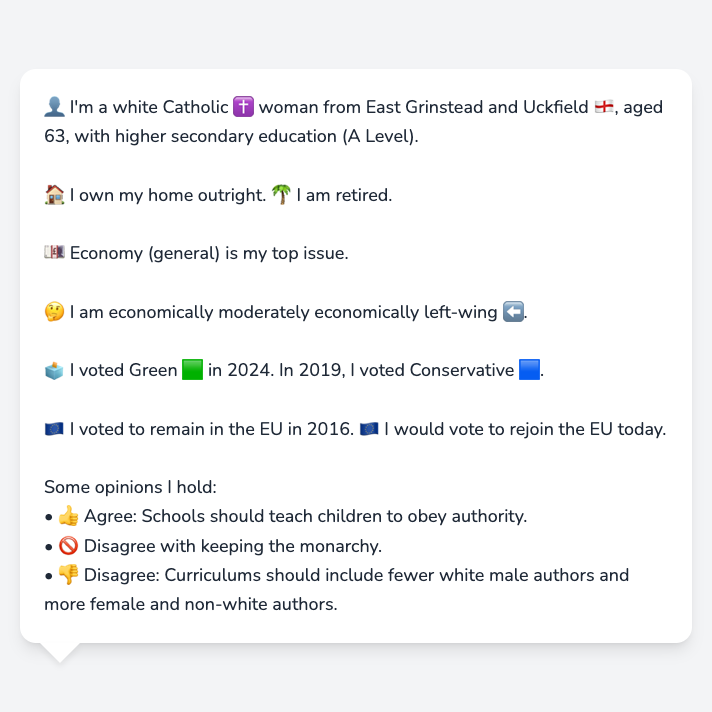 👤 I'm a white Catholic ✝️ woman from East Grinstead and Uckfield 🏴󠁧󠁢󠁥󠁮󠁧󠁿, aged
63, with higher secondary education (A Level).
🏠 I own my home outright. 🌴 I am retired.
💷 Economy (general) is my top issue.
🤔 I am economically moderately economically left-wing ⬅️.
🗳️ I voted Green 🟩 in 2024. In 2019, I voted Conservative 🟦.
🇪🇺 I voted to remain in the EU in 2016. 🇪🇺 I would vote to rejoin the EU today.
Some opinions I hold:
• 👍 Agree: Schools should teach children to obey authority.
• 🚫 Disagree with keeping the monarchy.
• 👎 Disagree: Curriculums should include fewer white male authors and
more female and non-white authors.